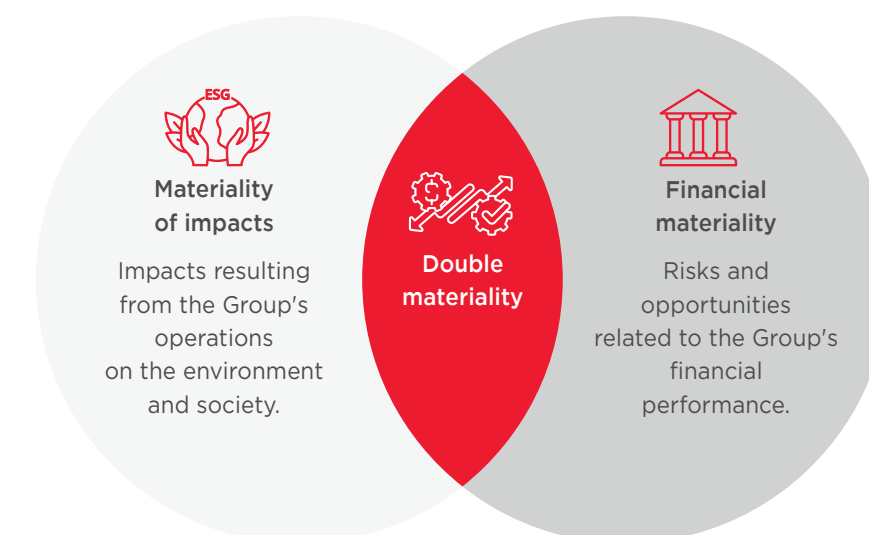 ESG
Materiality
of impacts
Impacts resulting
from the Group's
operations
on the environment
and society.
Double
materiality
Financial
materiality
Risks and
opportunities
related to the Group's
financial
performance.